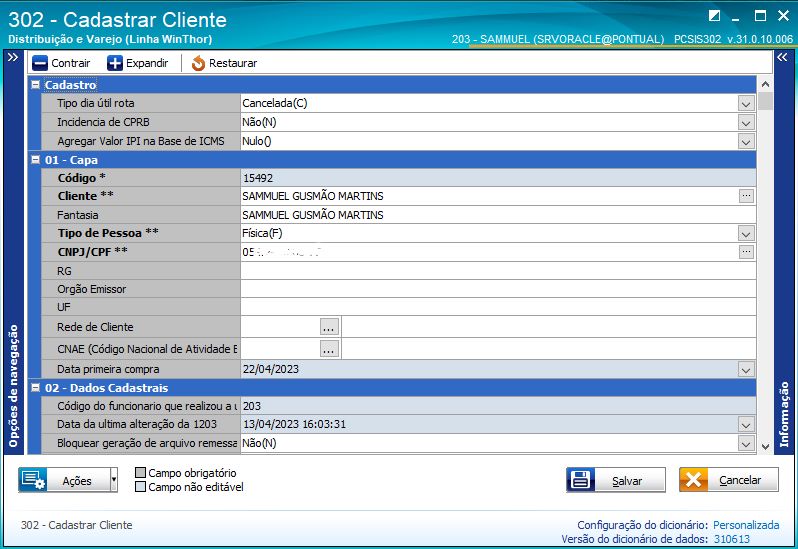 302 - Cadastrar Cliente
Distribuição e Varejo (Linha WinThor)
203 - SAMMUEL (SRVORACLE@PONTUAL) PCSIS302 v.31.0.10.006
Contrair Expandir Restaurar
Cadastro
Tipo dia útil rota Cancelada(C)
Incidencia de CPRB Não(N)
Agregar Valor IPI na Base de ICMS Nulo()
01 - Capa
Código * 15492
Cliente ** SAMMUEL GUSMÃO MARTINS
Fantasia SAMMUEL GUSMÃO MARTINS
Tipo de Pessoa ** Física(F)
CNPJ/CPF ** 05
RG
Orgão Emissor
UF
Rede de Cliente ...
CNAE (Código Nacional de Atividade E ...
Data primeira compra 22/04/2023
02 - Dados Cadastrais
Código do funcionario que realizou a u 203
Data da ultima alteração da 1203 13/04/2023 16:03:31
Bloquear geração de arquivo remessa Não(N)
Opções de navegação
Informação
Ações
Campo obrigatório
Campo não editável
Salvar
Cancelar
302 - Cadastrar Cliente
Configuração do dicionário: Personalizada
Versão do dicionário de dados: 310613